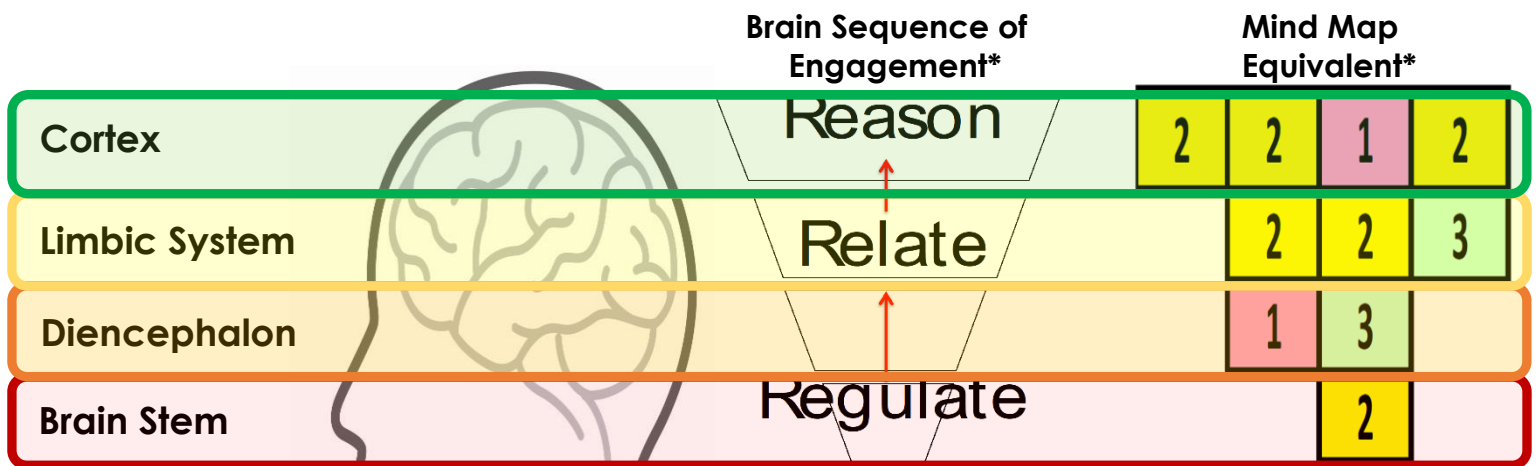 Brain Sequence of
Engagement*
Mind Map
Equivalent*
Cortex
Reason
2 2 1 2
Limbic System
Relate
2 2 3
Diencephalon
1 3
Brain Stem
Regulate
2